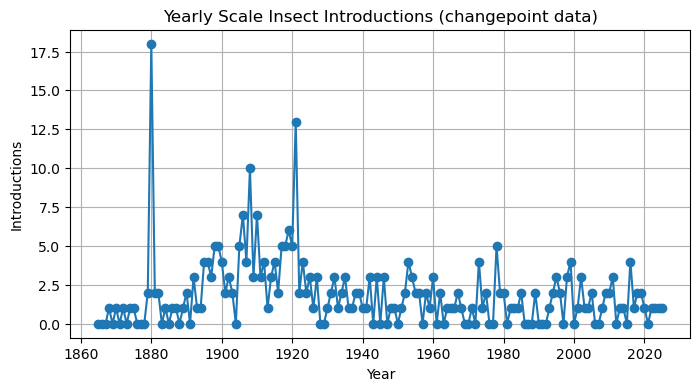 Yearly Scale Insect Introductions (changepoint data)
Introductions
17.5
15.0
12.5
10.0
7.5
5.0
2.5
0.0
1860 1880 1900 1920 1940 1960 1980 2000 2020
Year